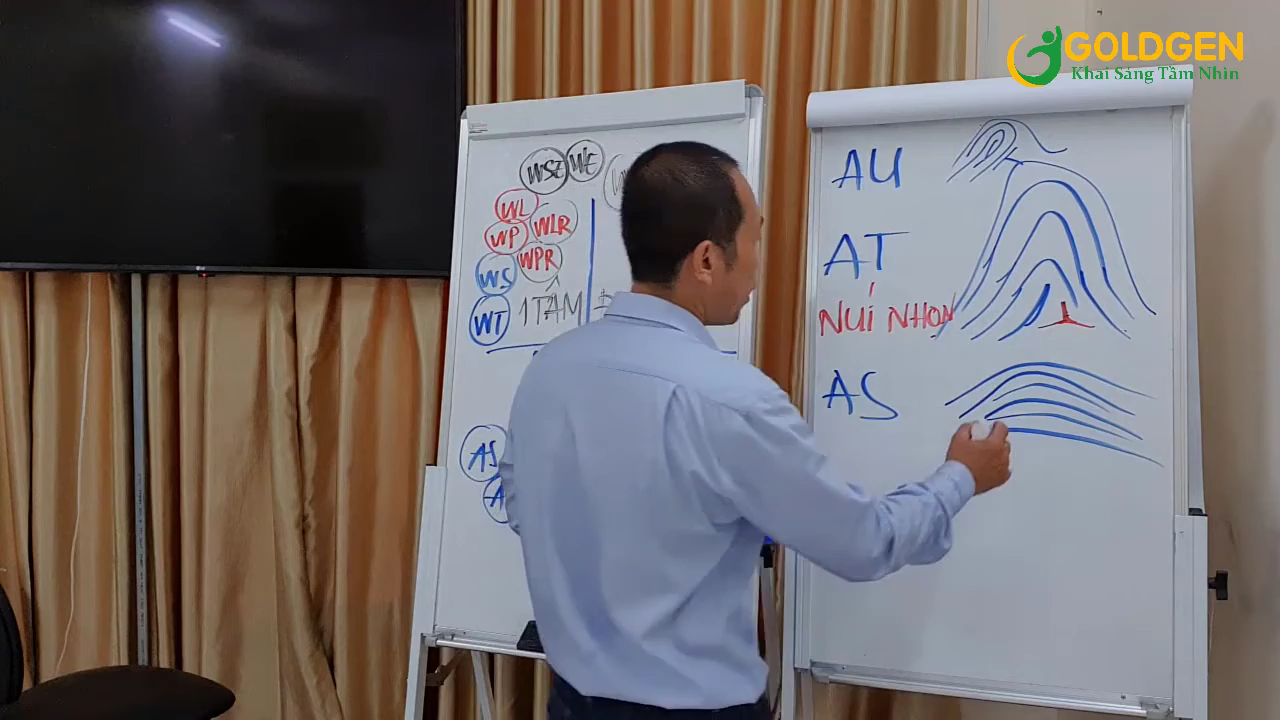 GOLDGEN
Khai Sáng Tầm Nhìn
WSE WE
WL
WP WLR
WS WPR
WT 1 TÂM
AS
AU
AT
NÚI NHỌN
AS